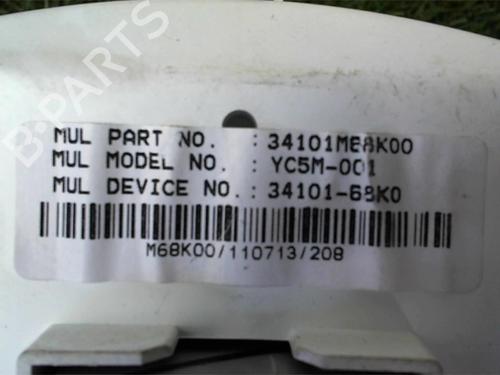 B-PARTS
MUL PART NO. : 34101M68K00
MUL MODEL NO. : YC5M-001
MUL DEVICE NO.: 34101-68K0
M68K00/110713/208